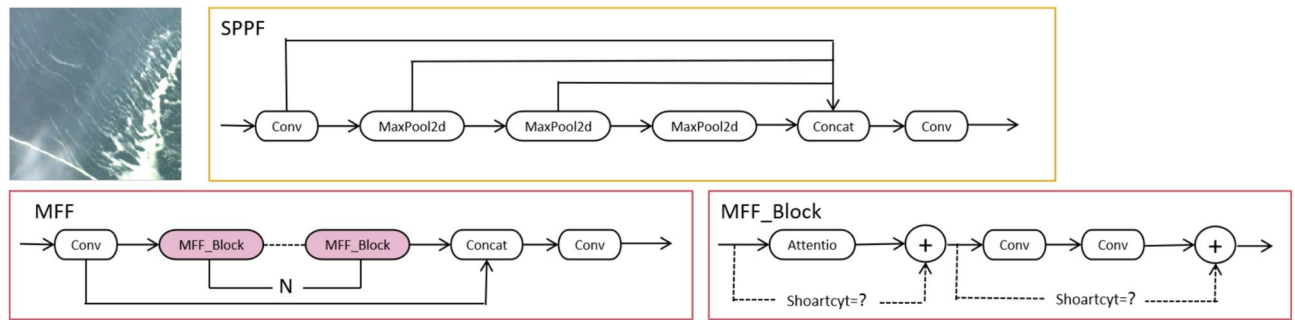 SPPF
Conv MaxPool2d MaxPool2d MaxPool2d Concat Conv
MFF
Conv MFF_Block MFF_Block Concat Conv
N
MFF_Block
Attentio + Conv Conv +
Shoartcyt=? Shoartcyt=?